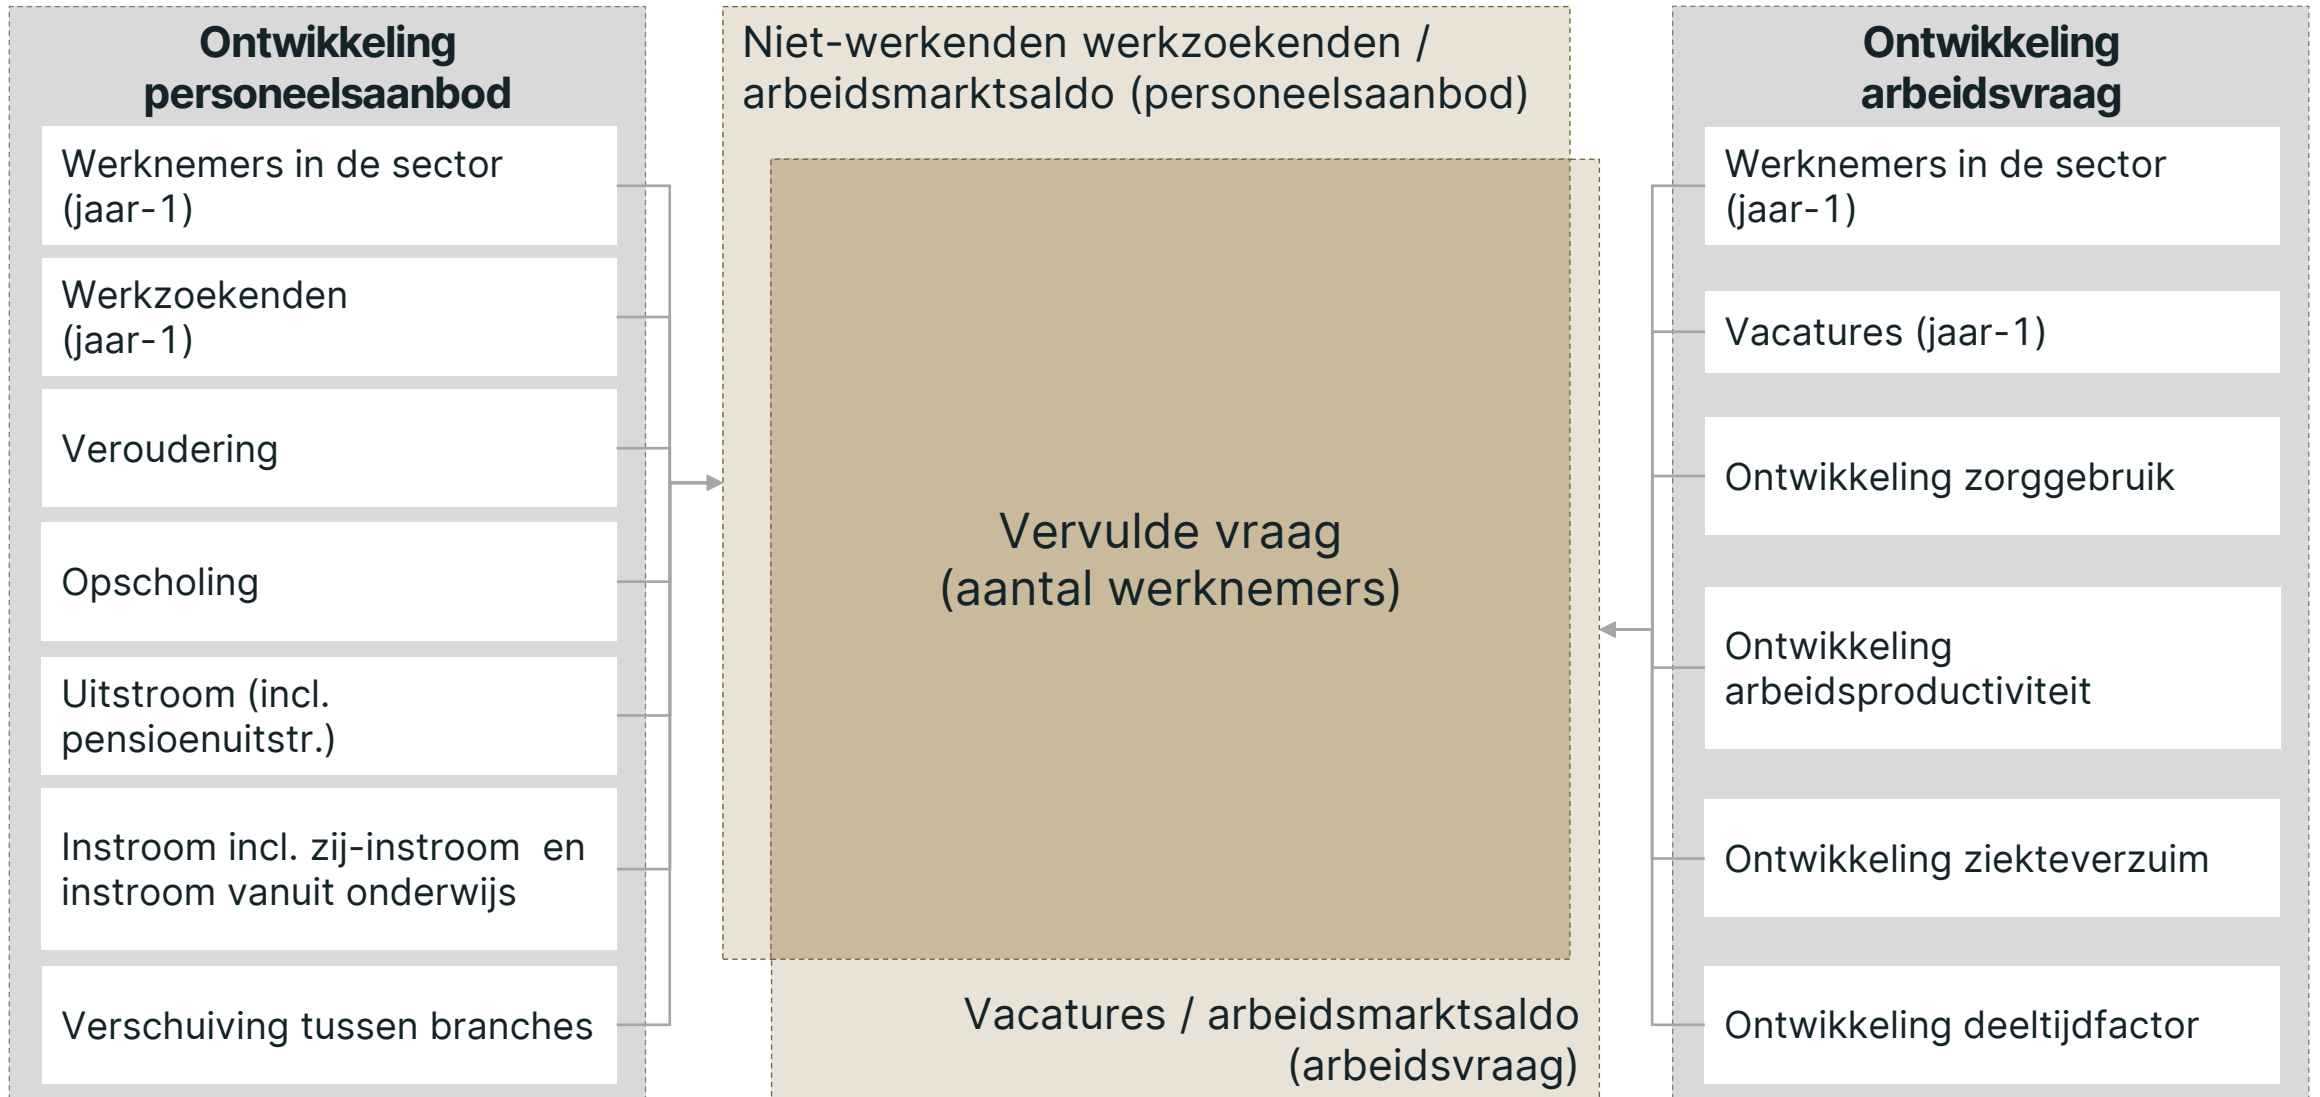 Ontwikkeling
personeelsaanbod
Werknemers in de sector
(jaar-1)
Werkzoekenden
(jaar-1)
Veroudering
Opscholing
Uitstroom (incl.
pensioenuitstr.)
Instroom incl. zij-instroom  en
instroom vanuit onderwijs
Verschuiving tussen branches
Niet-werkenden werkzoekenden /
arbeidsmarktsaldo (personeelsaanbod)
Vervulde vraag
(aantal werknemers)
Vacatures / arbeidsmarktsaldo
(arbeidsvraag)
Ontwikkeling
arbeidsvraag
Werknemers in de sector
(jaar-1)
Vacatures (jaar-1)
Ontwikkeling zorggebruik
Ontwikkeling
arbeidsproductiviteit
Ontwikkeling ziekteverzuim
Ontwikkeling deeltijdfactor